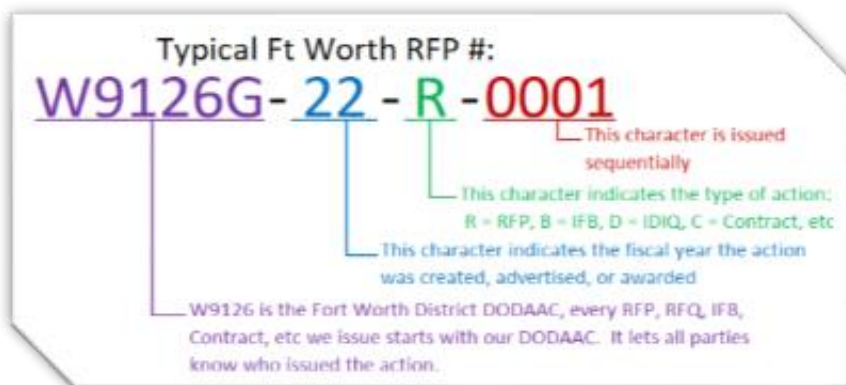 Typical Ft Worth RFP #:
W9126G - 22 - R - 0001
This character is issued
sequentially
This character indicates the type of action:
R = RFP, B = IFB, D = IDIQ, C = Contract, etc
This character indicates the fiscal year the action
was created, advertised, or awarded
W9126 is the Fort Worth District DODAAC, every RFP, RFQ, IFB,
Contract, etc we issue starts with our DODAAC. It lets all parties
know who issued the action.